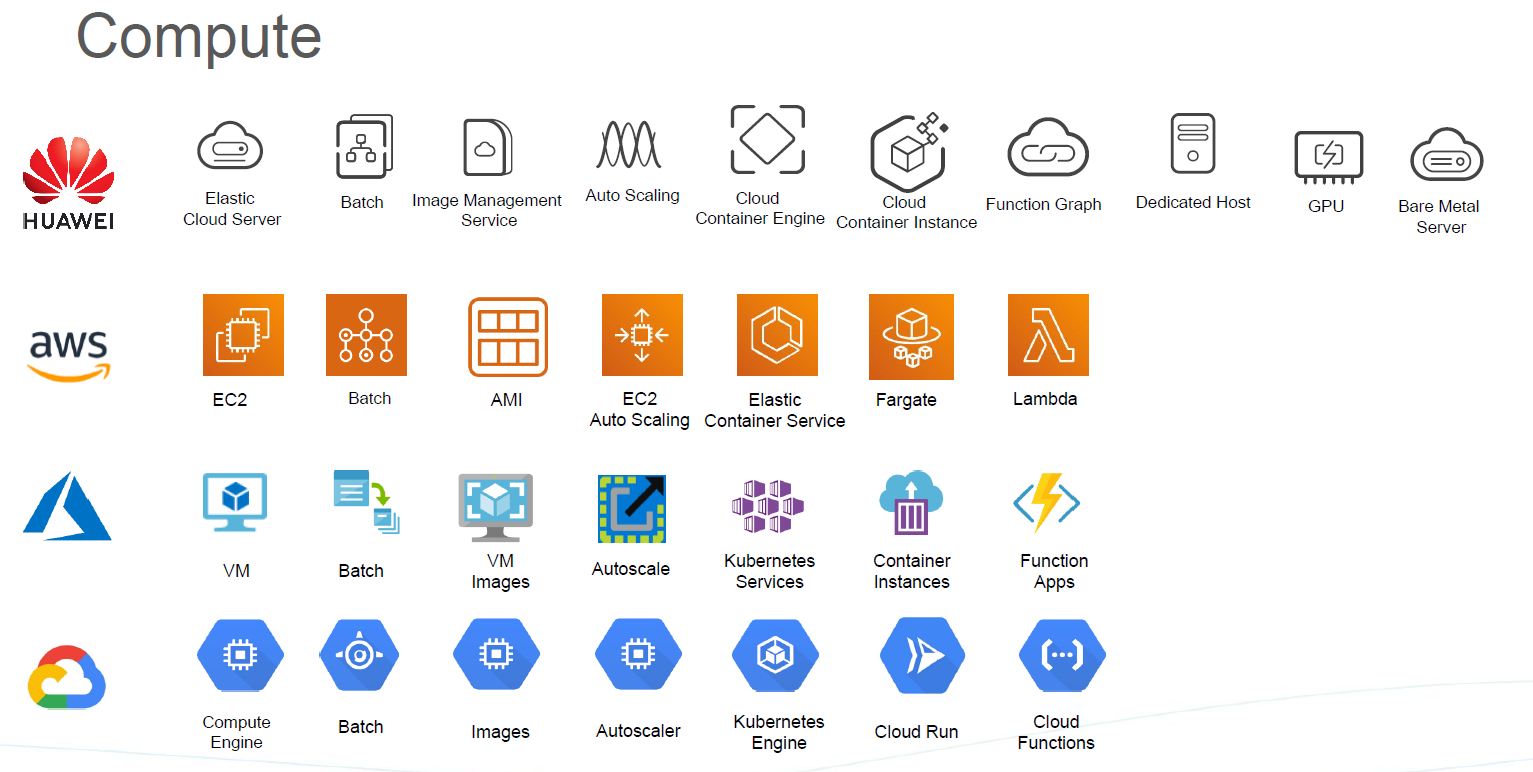 Compute
HUAWEI
Elastic
Cloud Server
Batch
Image Management
Service
Auto Scaling
Cloud
Container Engine
Cloud
Container Instance
Function Graph
Dedicated Host
GPU
Bare Metal
Server
aws
EC2
Batch
AMI
EC2
Auto Scaling
Elastic
Container Service
Fargate
Lambda
VM
Batch
VM
Images
Autoscale
Kubernetes
Services
Container
Instances
Function
Apps
Compute
Engine
Batch
Images
Autoscaler
Kubernetes
Engine
Cloud Run
Cloud
Functions